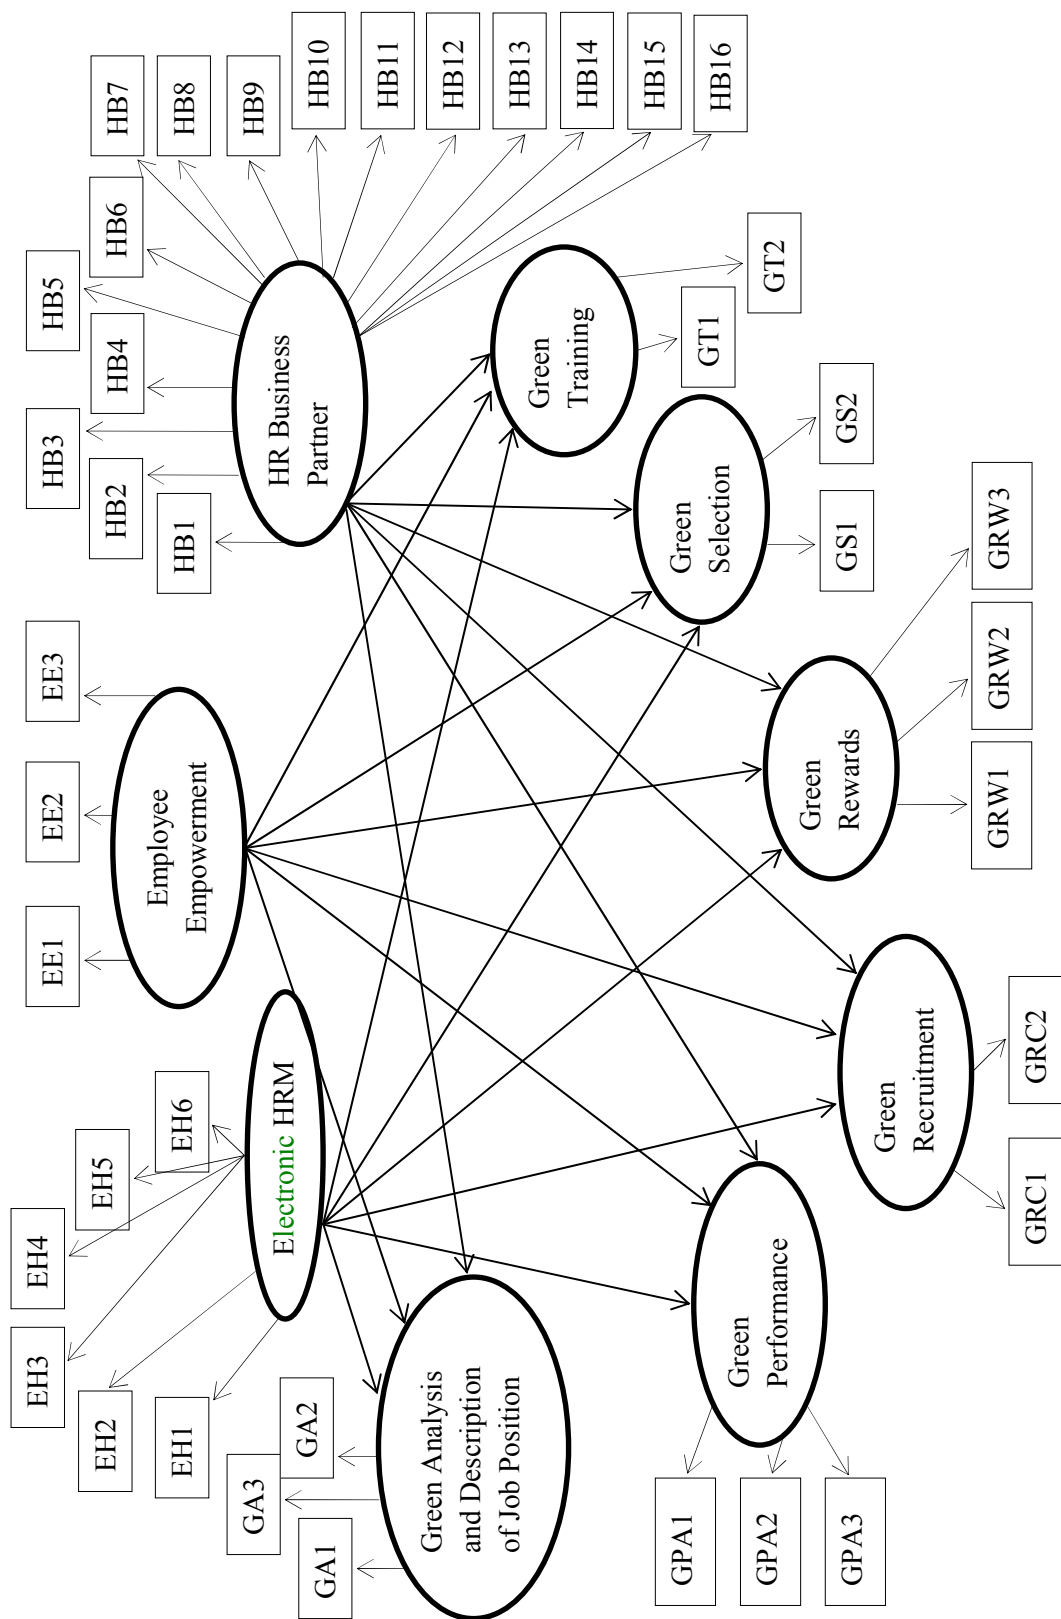 EH3
EH4
EH2
EH5
EH1
EH6
EE1
EE2
EE3
HB1
HB2
HB3
HB4
HB5
HB6
HB7
HB8
HB9
HB10
HB11
HB12
HB13
HB14
HB15
HB16
Electronic HRM
Employee
Empowerment
HR Business
Partner
GA1
GA3
GA2
Green Analysis
and Description
of Job Position
Green
Performance
Green
Recruitment
Green
Rewards
Green
Selection
Green
Training
GPA1
GPA2
GPA3
GRC1
GRC2
GRW1
GRW2
GRW3
GS1
GS2
GT1
GT2